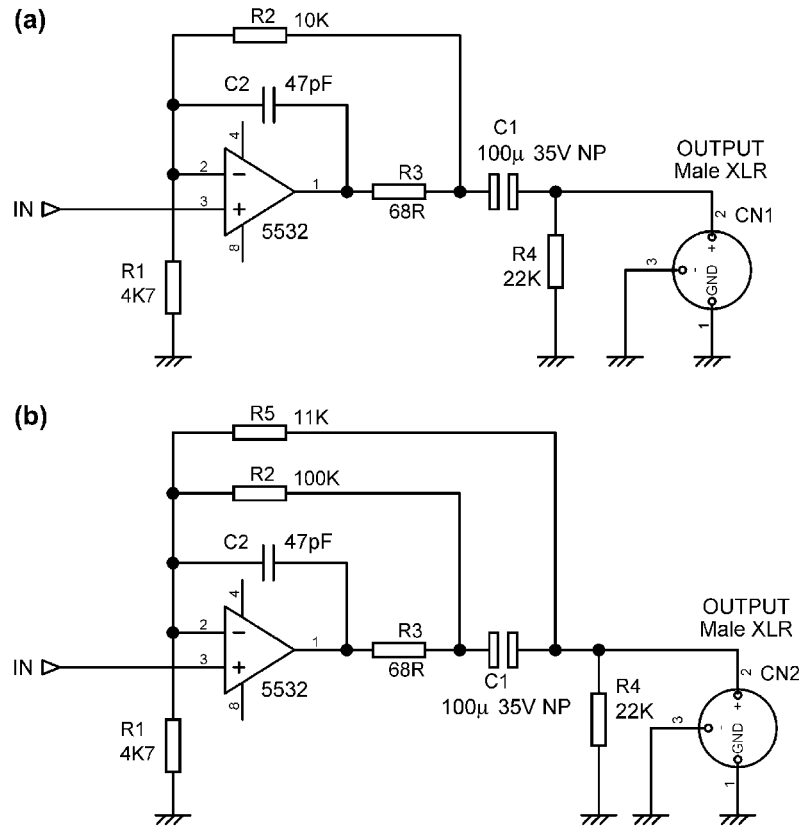 (a)
R2 10K
C2 47pF
4
2
3
1
8
IN
5532
R3
68R
C1
100µ 35V NP
OUTPUT
Male XLR
CN1
2
+
-
GND
3
1
R1
4K7
R4
22K
(b)
R5 11K
R2 100K
C2 47pF
4
2
3
1
8
IN
5532
R3
68R
C1
100µ 35V NP
OUTPUT
Male XLR
CN2
2
+
-
GND
3
1
R1
4K7
R4
22K